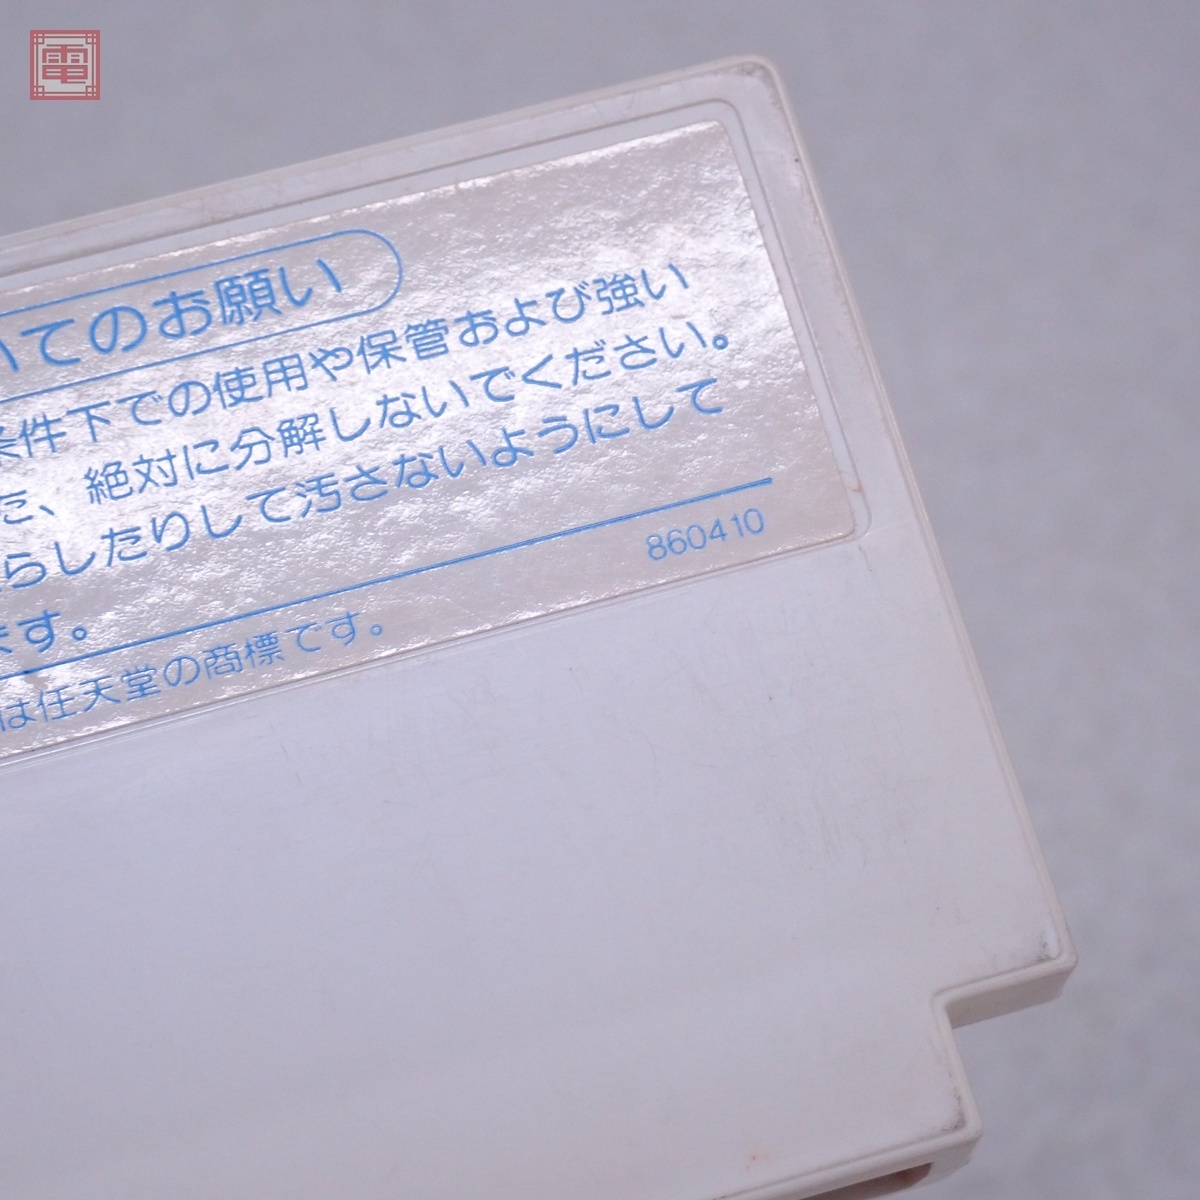 電
いてのお願い
条件下での使用や保管および強い
た、絶対に分解しないでください。
らしたりして汚さないようにして
ます。
860410
は任天堂の商標です。